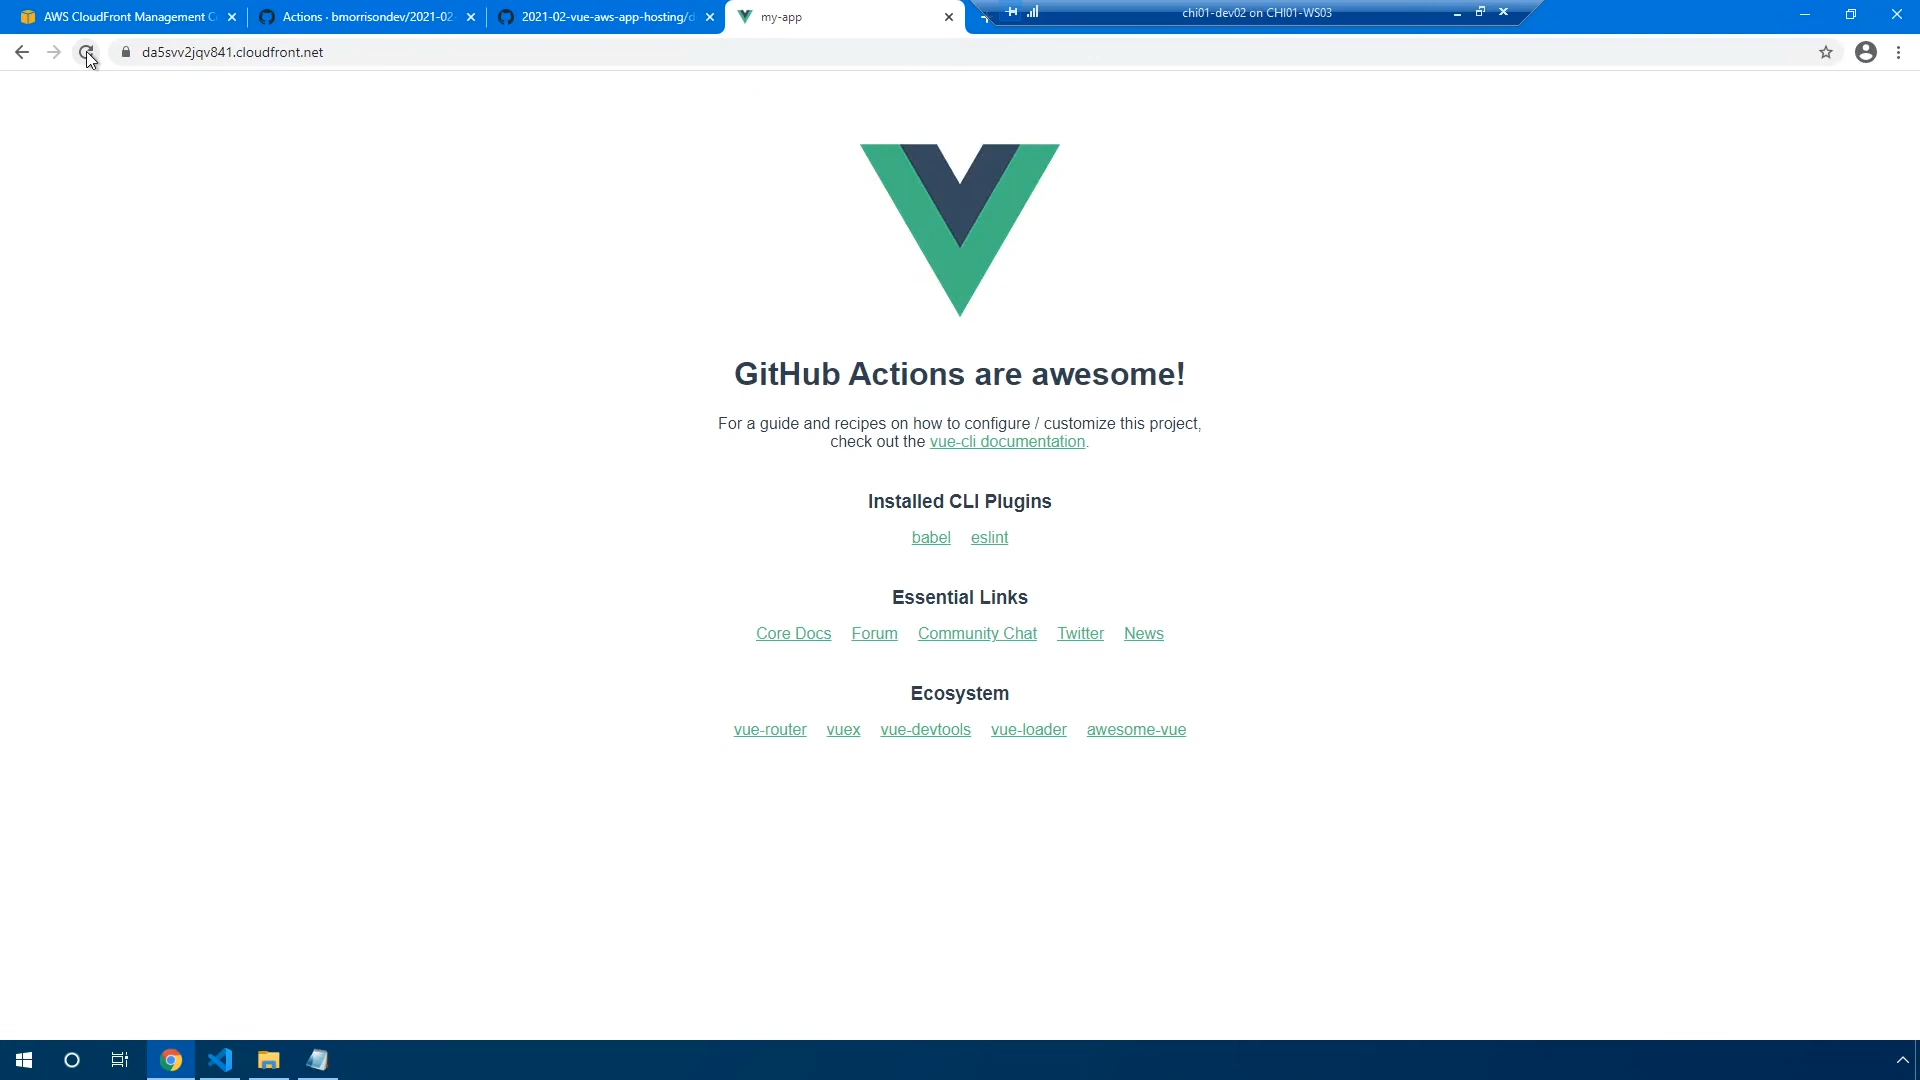 AWS CloudFront Management C
Actions · bmorrisondev/2021-02-
2021-02-vue-aws-app-hosting/d
my-app
chi01-dev02 on CHI01-WS03
da5svv2jqv841.cloudfront.net
GitHub Actions are awesome!
For a guide and recipes on how to configure / customize this project,
check out the vue-cli documentation.
Installed CLI Plugins
babel eslint
Essential Links
Core Docs Forum Community Chat Twitter News
Ecosystem
vue-router vuex vue-devtools vue-loader awesome-vue